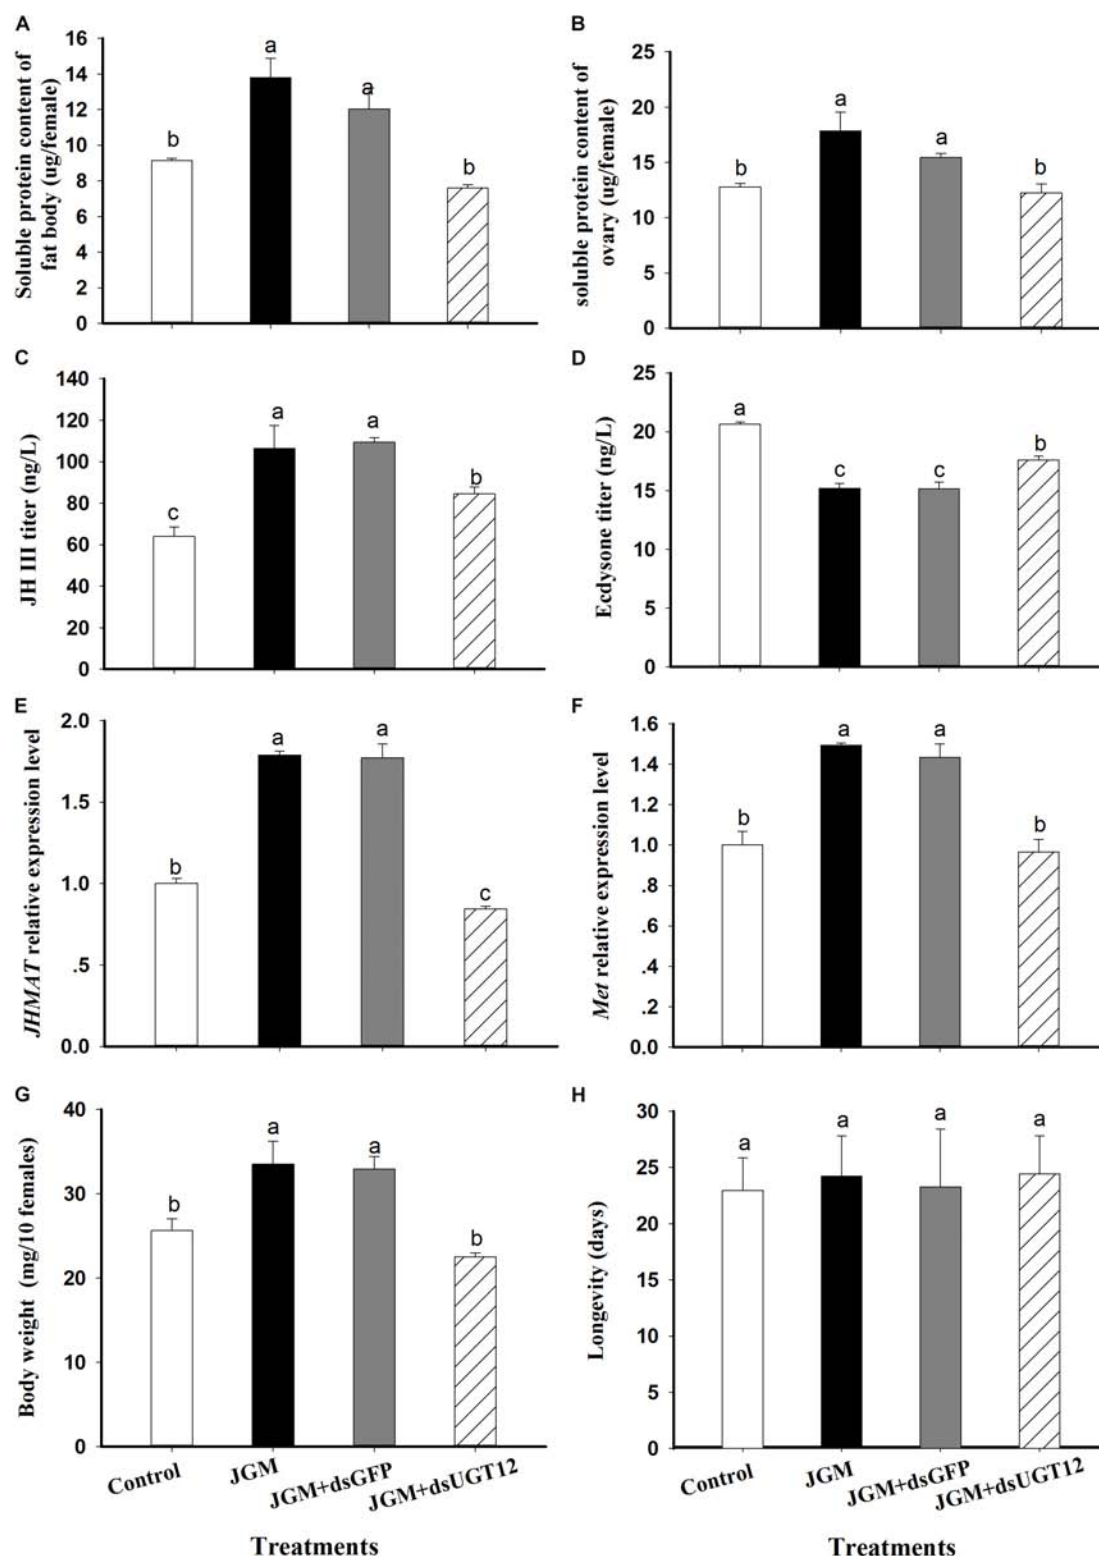 A
Soluble protein content of
fat body (ug/female)
16
14
12
10
8
6
4
2
0
b
a
a
b
B
soluble protein content of
ovary (ug/female)
25
20
15
10
5
0
b
a
a
b
C
JH III titer (ng/L)
140
120
100
80
60
40
20
0
c
a
a
b
D
Ecdysone titer (ng/L)
25
20
15
10
5
0
a
c
c
b
E
JHMAT relative expression level
2.0
1.5
1.0
.5
0.0
b
a
a
c
F
Met relative expression level
1.6
1.4
1.2
1.0
.8
.6
.4
.2
0.0
b
a
a
b
G
Body weight (mg/10 females)
40
30
20
10
0
b
a
a
b
Control
JGM
JGM+dsGFP
JGM+dsUGT12
Treatments
H
Longevity (days)
30
25
20
15
10
5
0
a
a
a
a
Control
JGM
JGM+dsGFP
JGM+dsUGT12
Treatments